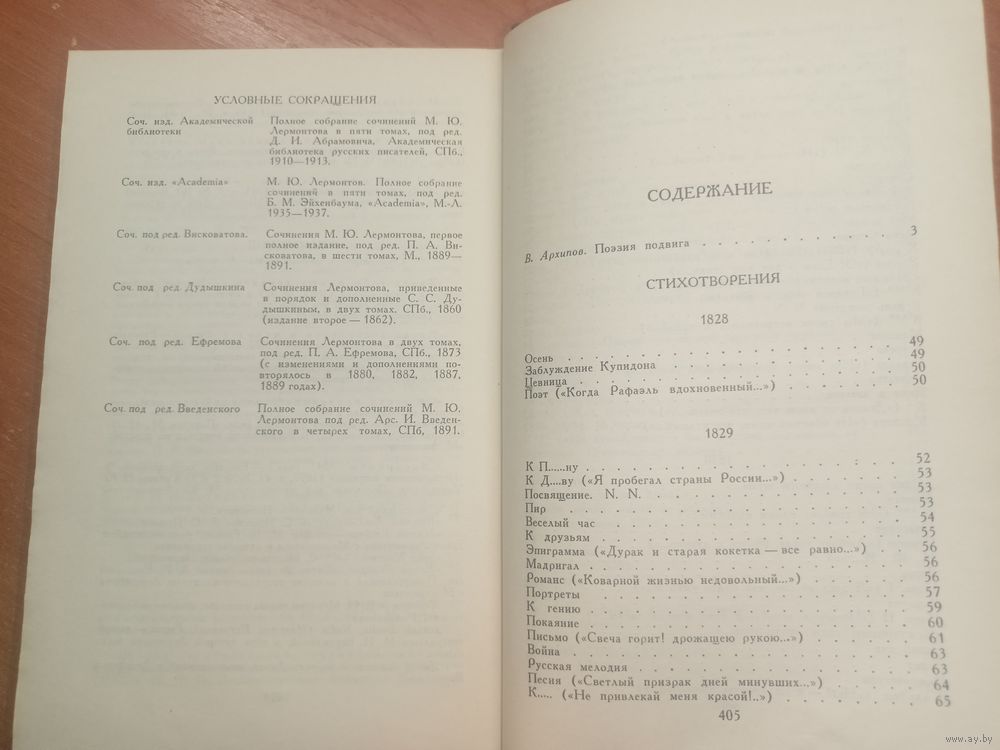 УСЛОВНЫЕ СОКРАЩЕНИЯ
Соч. изд. Академической
библиотеки
Полное собрание сочинений М. Ю.
Лермонтова в пяти томах, под ред.
Д. И. Абрамовича, Академическая
библиотека русских писателей, СПб.,
1910—1913.
Соч. изд. «Academia»
М. Ю. Лермонтов. Полное собрание
сочинений в пяти томах, под ред.
Б. М. Эйхенбаума, «Academia», М.-Л.
1935—1937.
Соч. под ред. Висковатова.
Сочинения М. Ю. Лермонтова, первое
полное издание, под ред. П. А. Вис-
коватова, в шести томах, М., 1889—
1891.
Соч. под ред. Дудышкина
Сочинения Лермонтова, приведенные
в порядок и дополненные С. С. Ду-
дышкиным, в двух томах. СПб., 1860
(издание второе — 1862).
Соч. под ред. Ефремова
Сочинения Лермонтова в двух томах,
под ред. П. А. Ефремова, СПб., 1873
(с изменениями и дополнениями по-
вторялось в 1880, 1882, 1887,
1889 годах).
Соч. под ред. Введенского
Полное собрание сочинений М. Ю.
Лермонтова под ред. Арс. И. Введен-
ского в четырех томах, СПб, 1891.
СОДЕРЖАНИЕ
В. Архипов. Поэзия подвига . . . . . . . . . . . 3
СТИХОТВОРЕНИЯ
1828
Осень . . . . . . . . . . . . . . . . 49
Заблуждение Купидона . . . . . . . . . . . 49
Цевница . . . . . . . . . . . . . . . 50
Поэт («Когда Рафаэль вдохновенный...») . . . . . . 50
1829
К П......ну . . . . . . . . . . . . . . 52
К Д....ву («Я пробегал страны России...») . . . . . 53
Посвящение. N. N. . . . . . . . . . . . . 53
Пир . . . . . . . . . . . . . . . . 53
Веселый час . . . . . . . . . . . . . . 54
К друзьям . . . . . . . . . . . . . . 55
Эпиграмма («Дурак и старая кокетка — все равно...») . . 56
Мадригал . . . . . . . . . . . . . . . 56
Романс («Коварной жизнью недовольный...») . . . . . 56
Портреты . . . . . . . . . . . . . . . 57
К гению . . . . . . . . . . . . . . . 59
Покаяние . . . . . . . . . . . . . . . 60
Письмо («Свеча горит! дрожащею рукою...») . . . . . 61
Война . . . . . . . . . . . . . . . . 63
Русская мелодия . . . . . . . . . . . . . 63
Песня («Светлый призрак дней минувших...») . . . . 64
К..... («Не привлекай меня красой!..») . . . . . . 65
405
www.ay.by